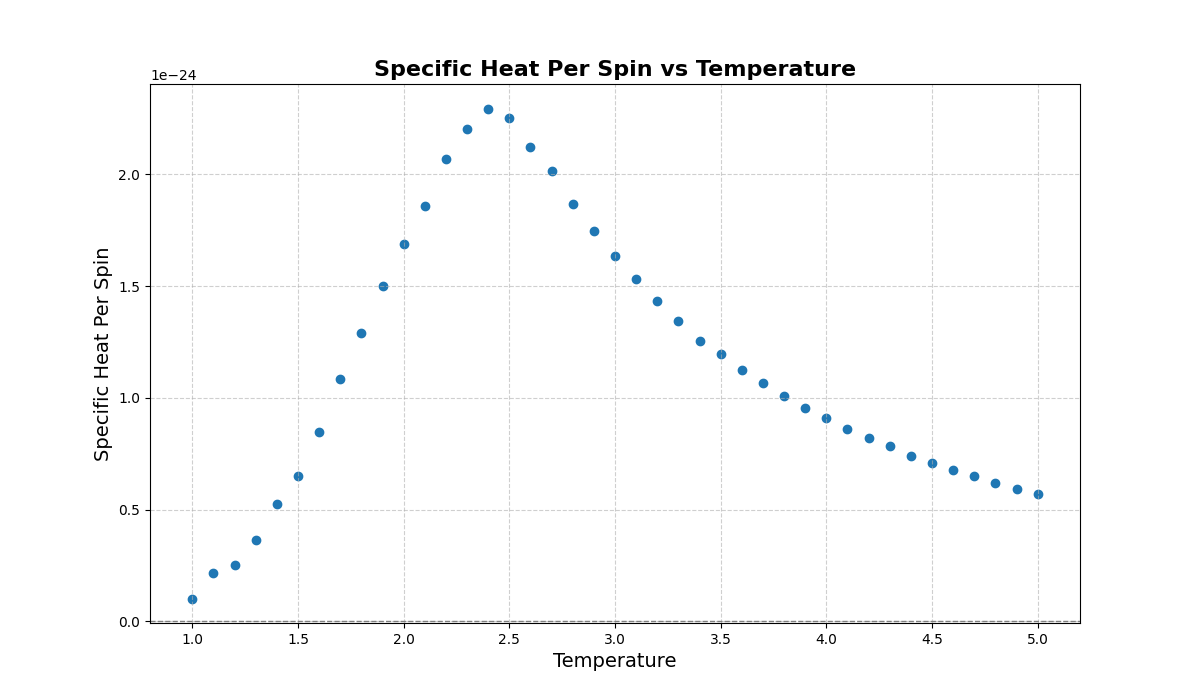 Specific Heat Per Spin vs Temperature
1e−24
2.0
1.5
1.0
0.5
0.0
Specific Heat Per Spin
1.0 1.5 2.0 2.5 3.0 3.5 4.0 4.5 5.0
Temperature